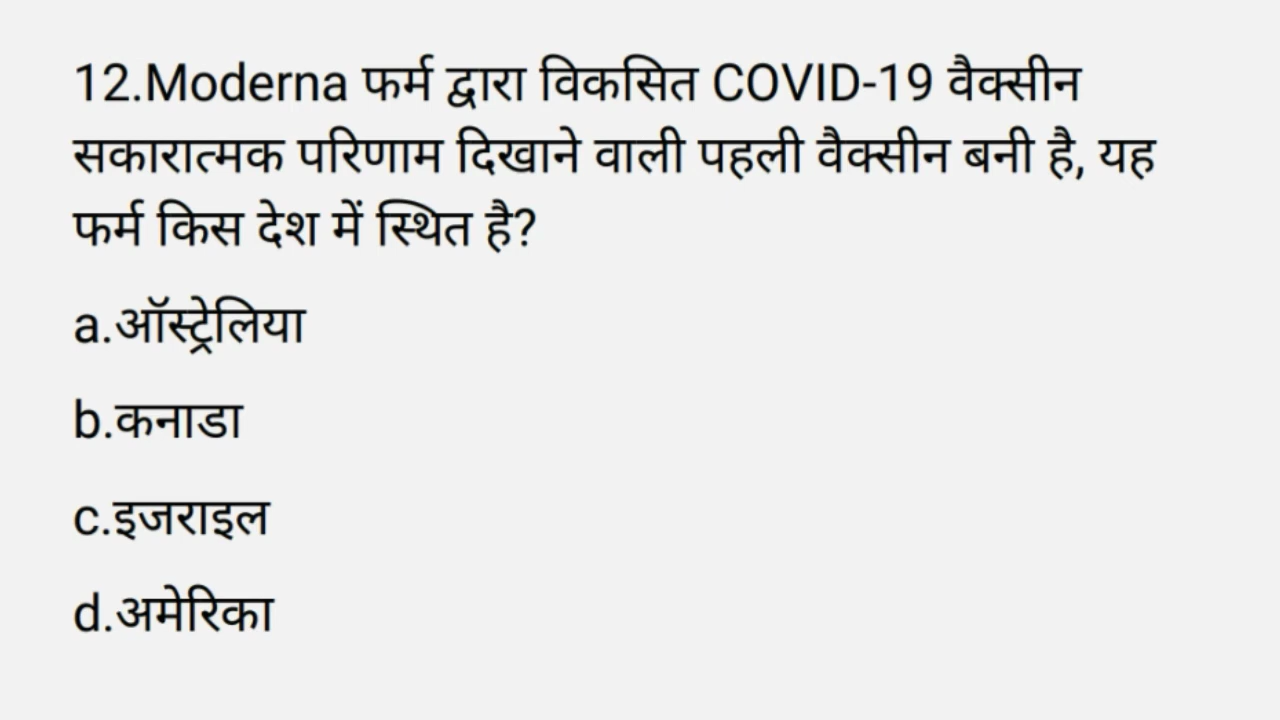 12.Moderna फर्म द्वारा विकसित COVID-19 वैक्सीन
सकारात्मक परिणाम दिखाने वाली पहली वैक्सीन बनी है, यह
फर्म किस देश में स्थित है?
a.ऑस्ट्रेलिया
b.कनाडा
c.इजराइल
d.अमेरिका